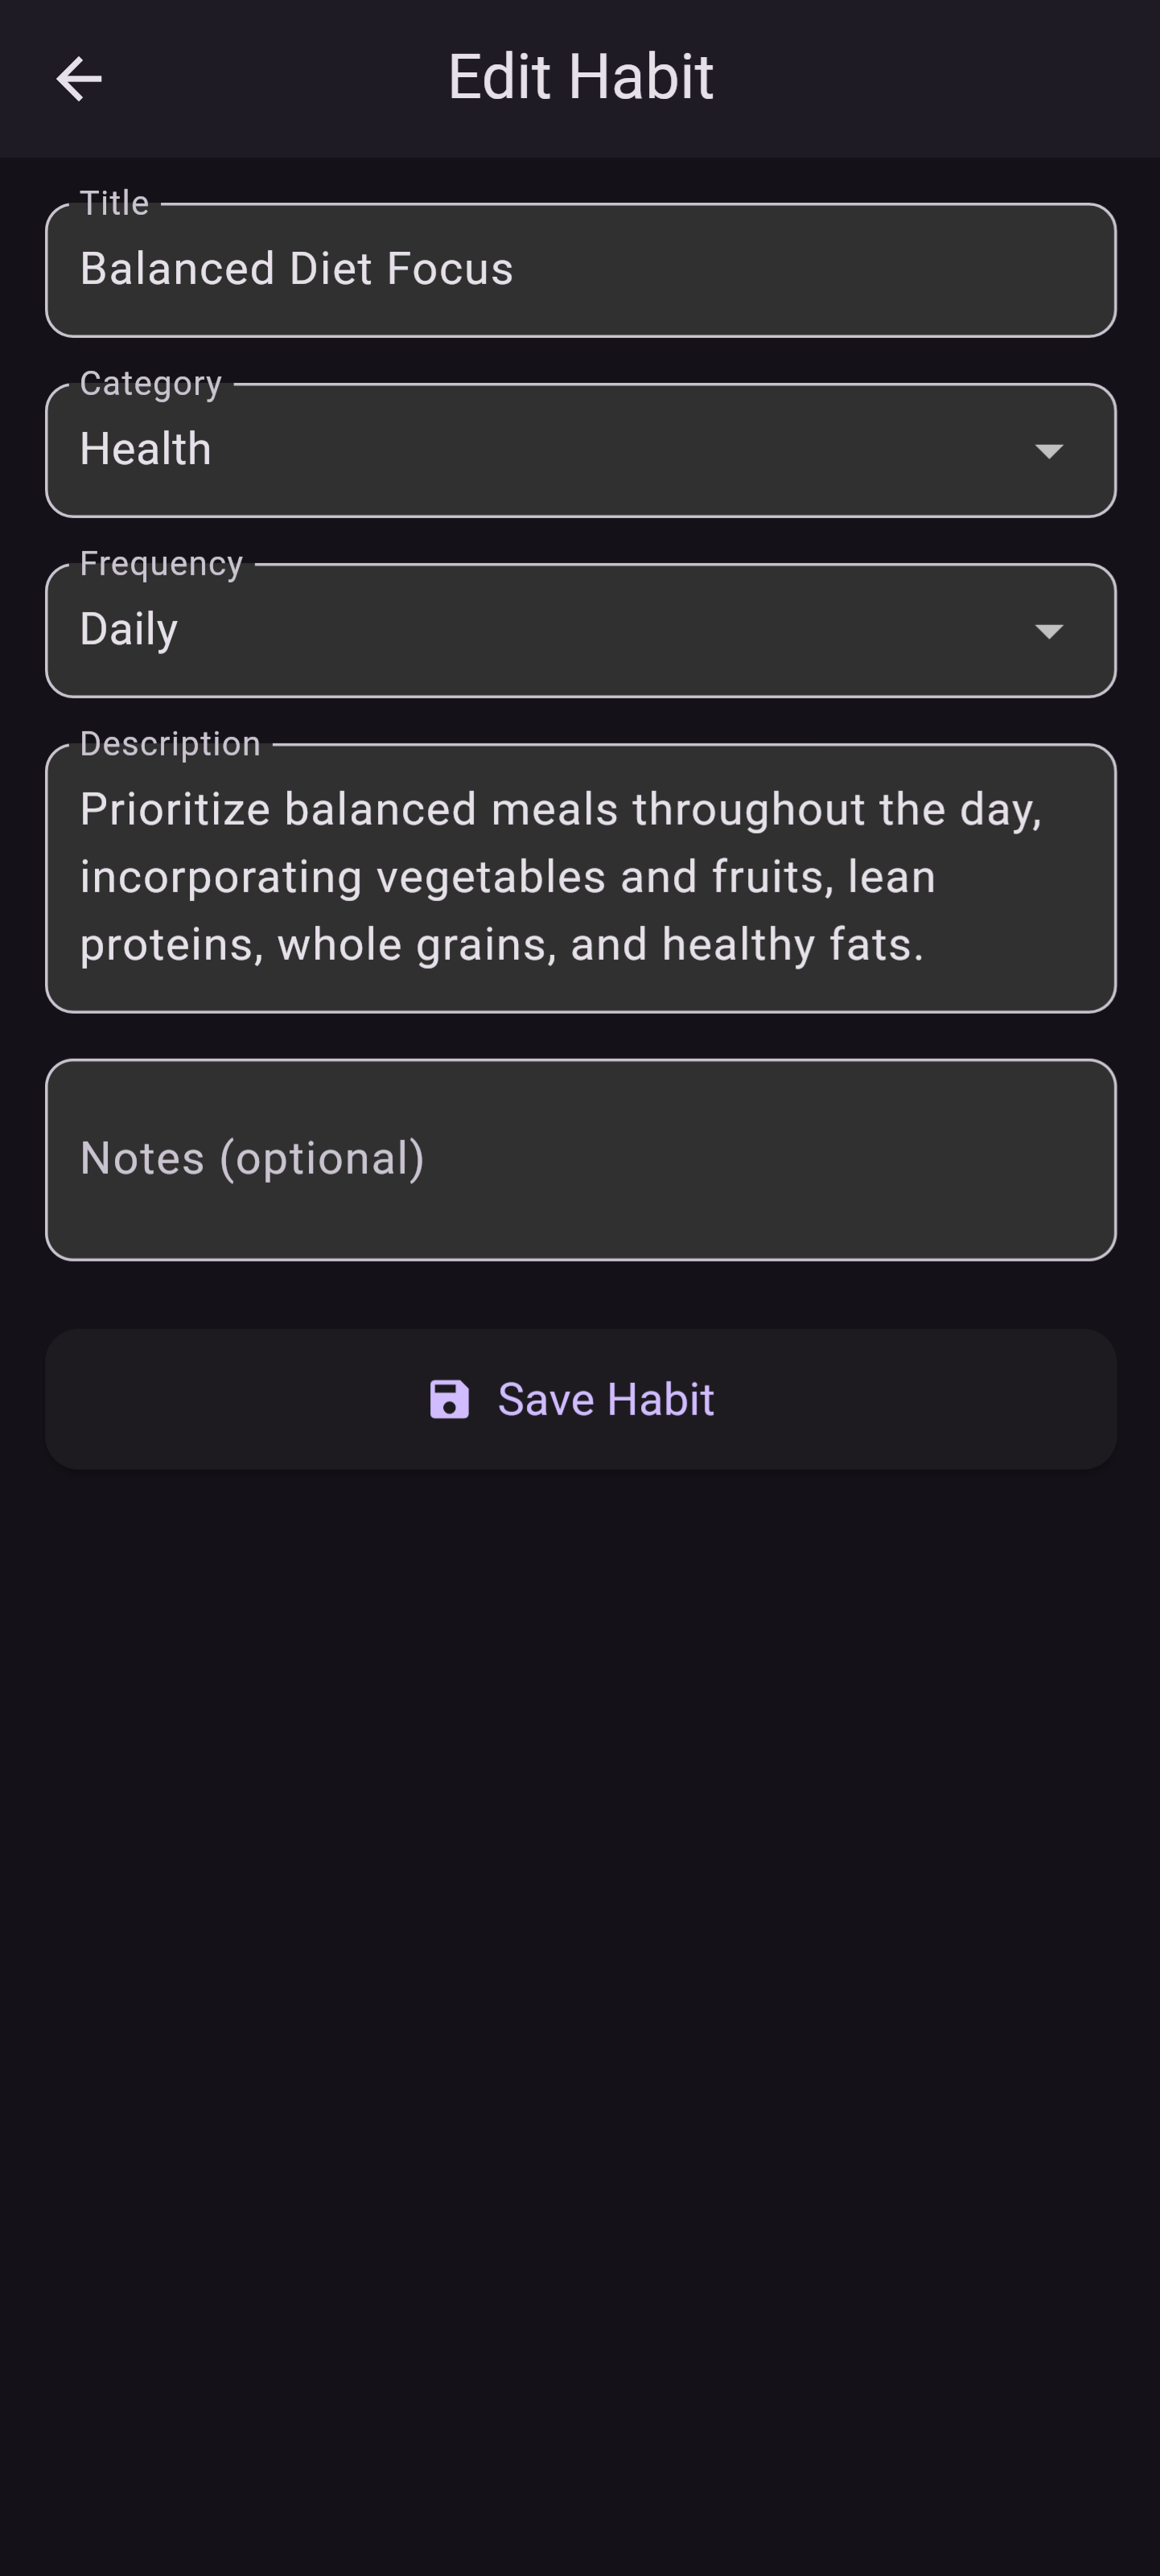 Edit Habit
Title
Balanced Diet Focus
Category
Health
Frequency
Daily
Description
Prioritize balanced meals throughout the day,
incorporating vegetables and fruits, lean
proteins, whole grains, and healthy fats.
Notes (optional)
Save Habit